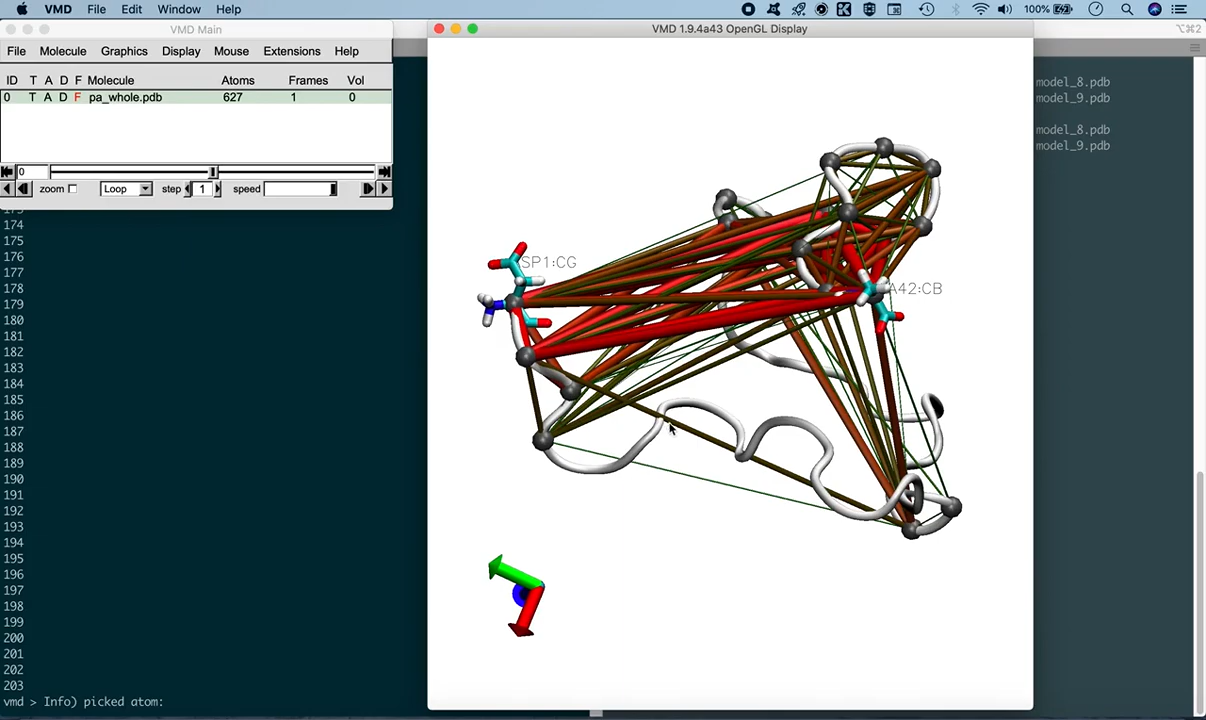 VMD File Edit Window Help 100%
VMD Main
VMD 1.9.4a43 OpenGL Display
⌥⌘2
File Molecule Graphics Display Mouse Extensions Help
ID T A D F Molecule Atoms Frames Vol
0 T A D F pa_whole.pdb 627 1 0
0
zoom Loop step 1 speed
model_8.pdb
model_9.pdb
model_8.pdb
model_9.pdb
SP1:CG
A42:CB
174
175
176
177
178
179
180
181
182
183
184
185
186
187
188
189
190
191
192
193
194
195
196
197
198
199
200
201
202
203
vmd > Info) picked atom: